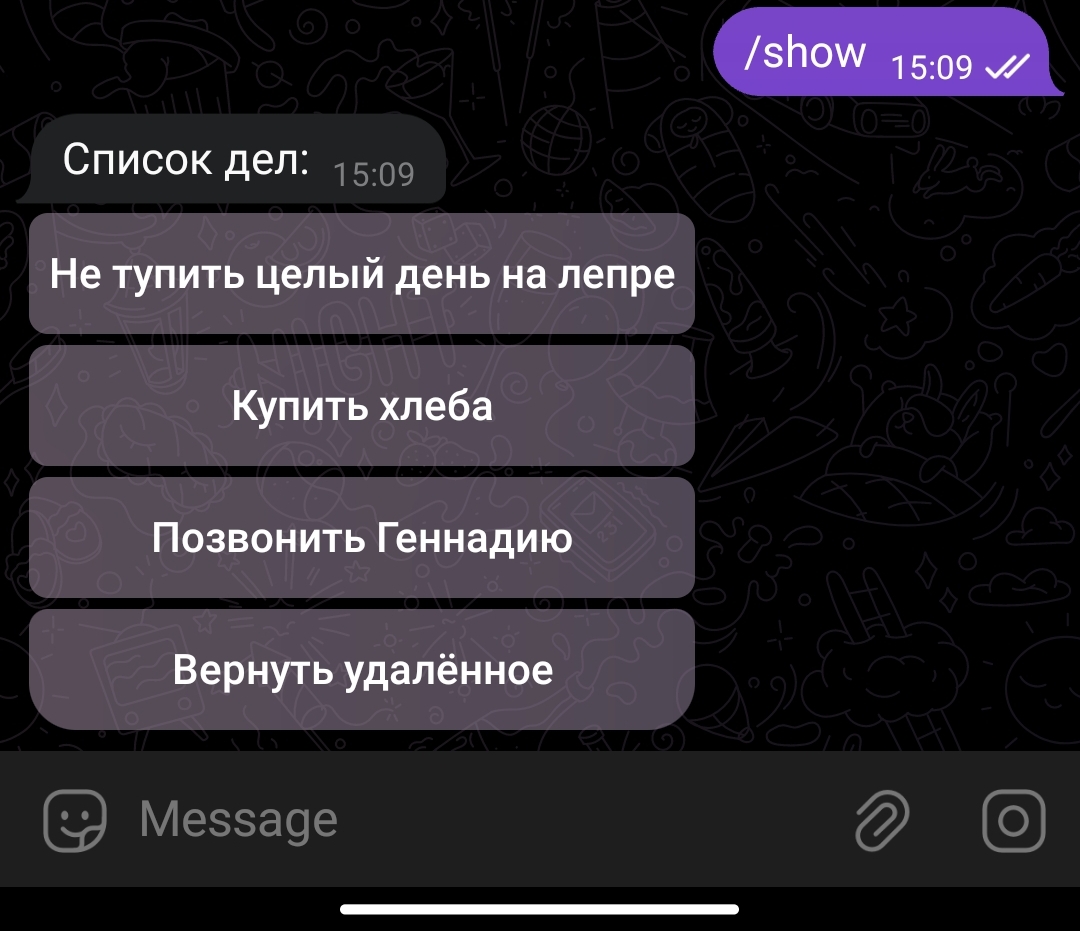 /show 15:09
Список дел: 15:09
Не тупить целый день на лепре
Купить хлеба
Позвонить Геннадию
Вернуть удалённое
Message